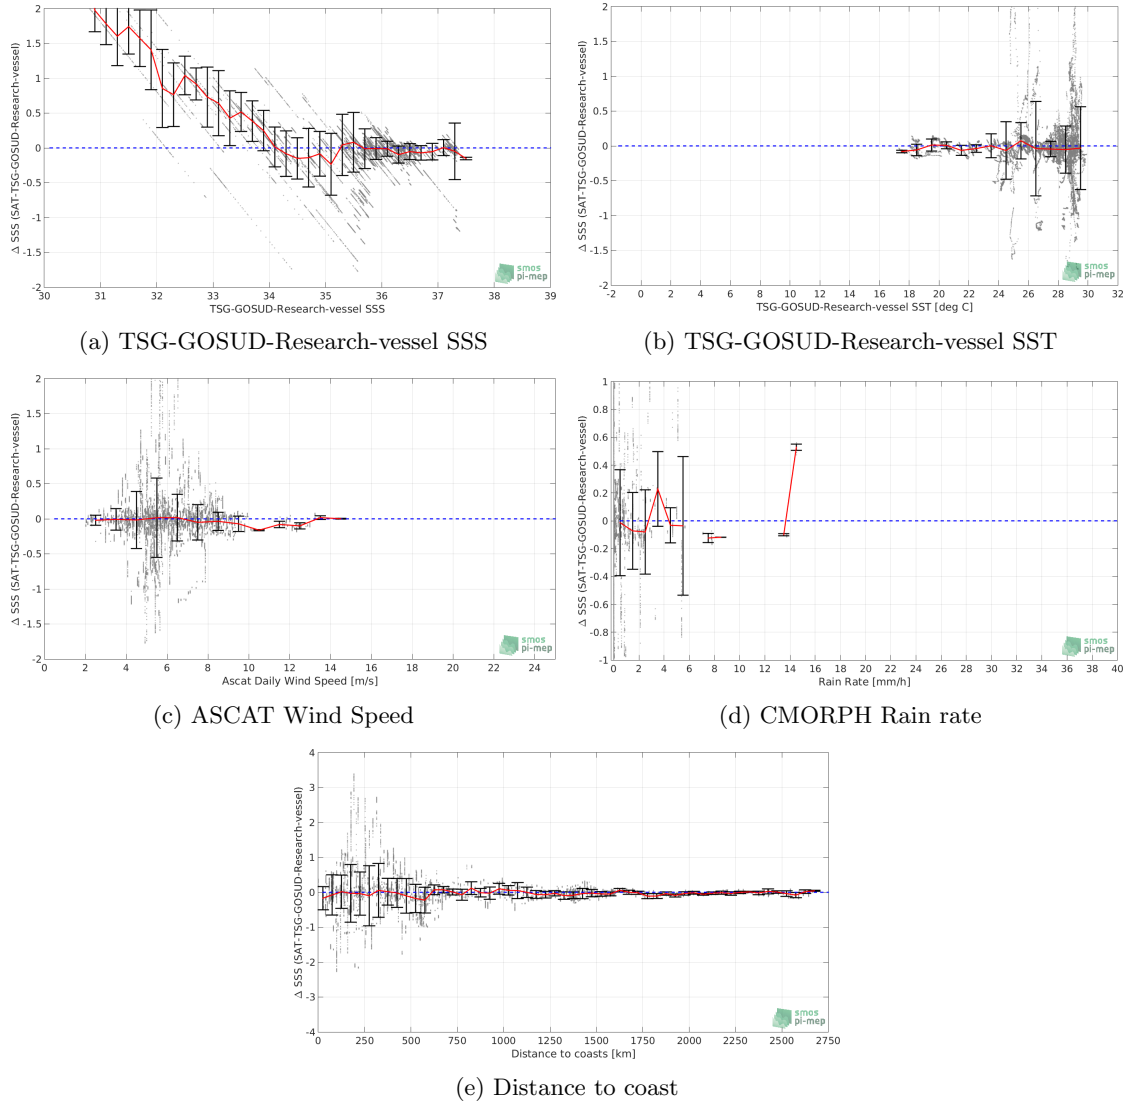 Δ SSS (SAT-TSG-GOSUD-Research-vessel)
2
1.5
1
0.5
0
-0.5
-1
-1.5
-2
30 31 32 33 34 35 36 37 38 39
TSG-GOSUD-Research-vessel SSS
smos
pi-mep
(a) TSG-GOSUD-Research-vessel SSS
Δ SSS (SAT-TSG-GOSUD-Research-vessel)
2
1.5
1
0.5
0
-0.5
-1
-1.5
-2
-2 0 2 4 6 8 10 12 14 16 18 20 22 24 26 28 30 32
TSG-GOSUD-Research-vessel SST [deg C]
smos
pi-mep
(b) TSG-GOSUD-Research-vessel SST
Δ SSS (SAT-TSG-GOSUD-Research-vessel)
2
1.5
1
0.5
0
-0.5
-1
-1.5
-2
0 2 4 6 8 10 12 14 16 18 20 22 24
Ascat Daily Wind Speed [m/s]
smos
pi-mep
(c) ASCAT Wind Speed
Δ SSS (SAT-TSG-GOSUD-Research-vessel)
1
0.8
0.6
0.4
0.2
0
-0.2
-0.4
-0.6
-0.8
-1
0 2 4 6 8 10 12 14 16 18 20 22 24 26 28 30 32 34 36 38 40
Rain Rate [mm/h]
smos
pi-mep
(d) CMORPH Rain rate
Δ SSS (SAT-TSG-GOSUD-Research-vessel)
4
3
2
1
0
-1
-2
-3
-4
0 250 500 750 1000 1250 1500 1750 2000 2250 2500 2750
Distance to coasts [km]
smos
pi-mep
(e) Distance to coast